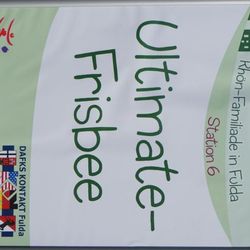 Rhön-Familiade in Fulda
Station 6
Ultimate-
Frisbee
DAFKS KONTAKT Fulda